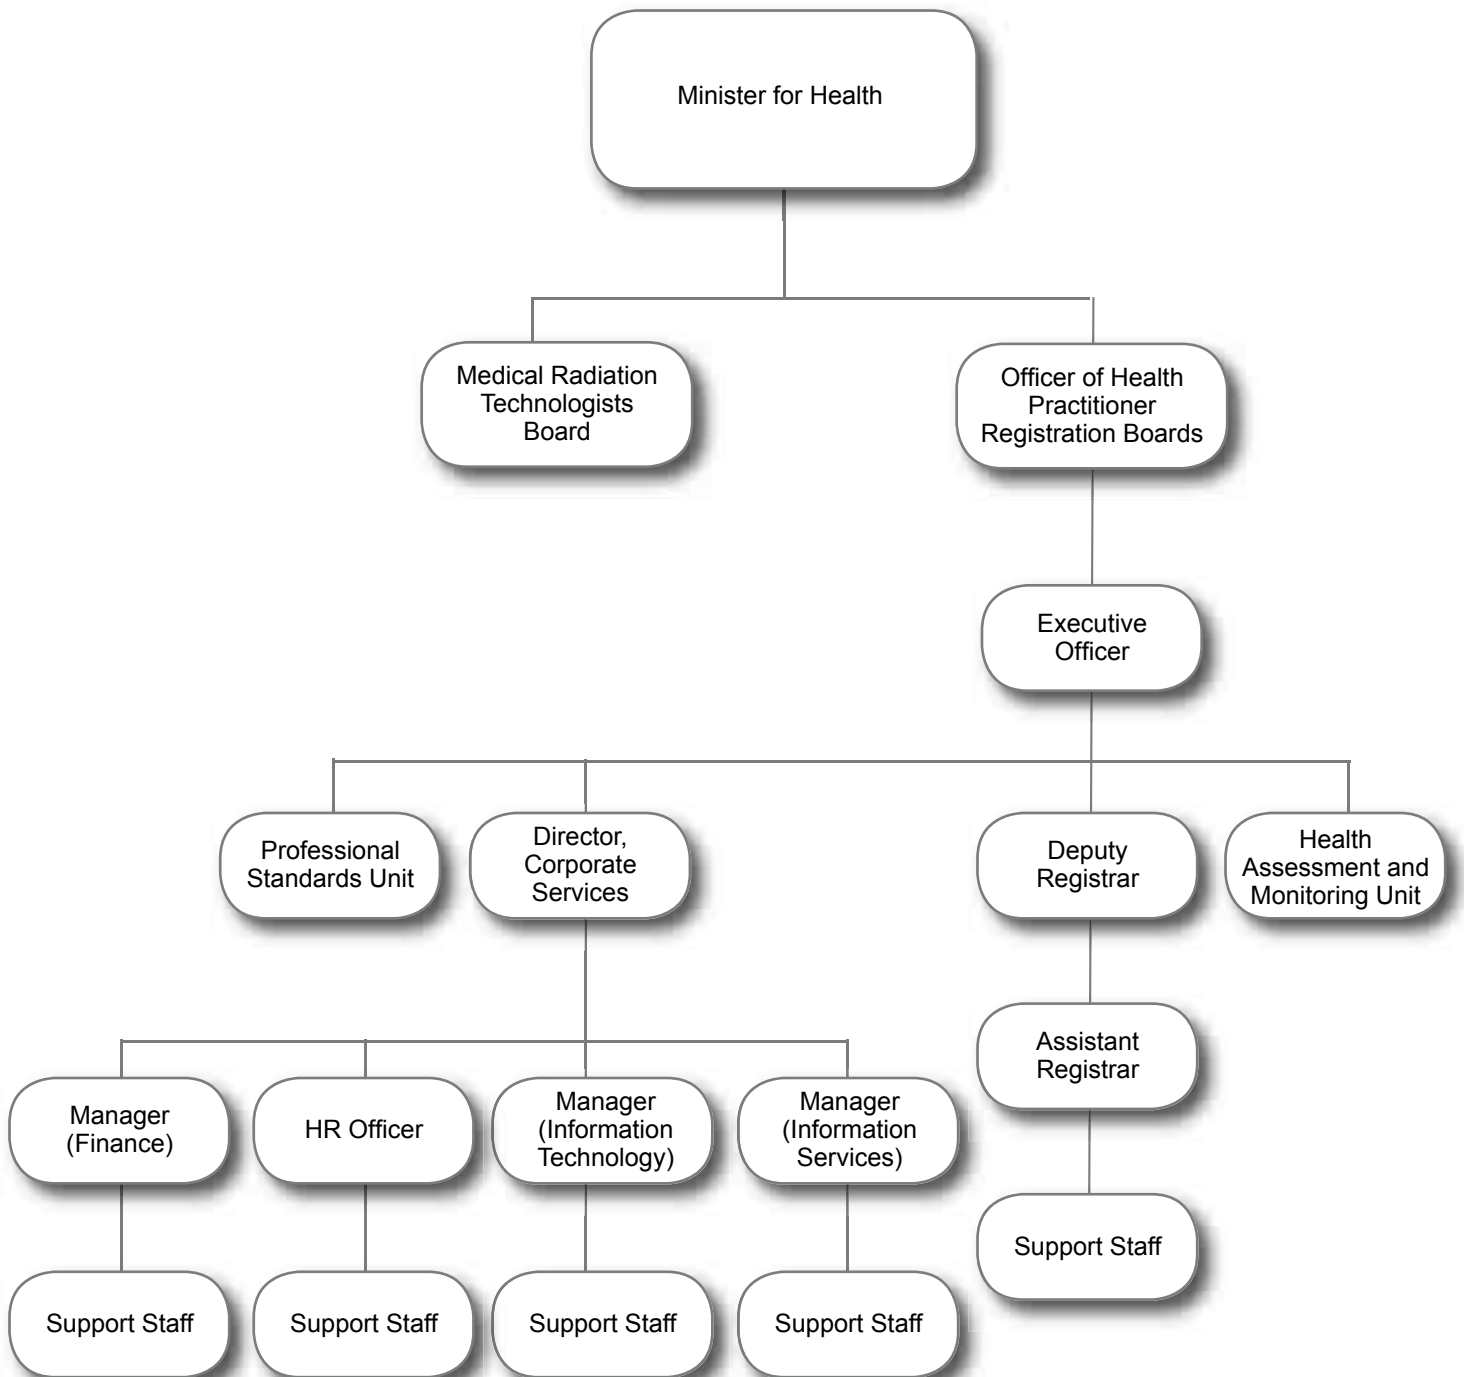 Minister for Health
Medical Radiation
Technologists
Board
Officer of Health
Practitioner
Registration Boards
Executive
Officer
Professional
Standards Unit
Director,
Corporate
Services
Deputy
Registrar
Health
Assessment and
Monitoring Unit
Assistant
Registrar
Manager
(Finance)
HR Officer
Manager
(Information
Technology)
Manager
(Information
Services)
Support Staff
Support Staff
Support Staff
Support Staff
Support Staff